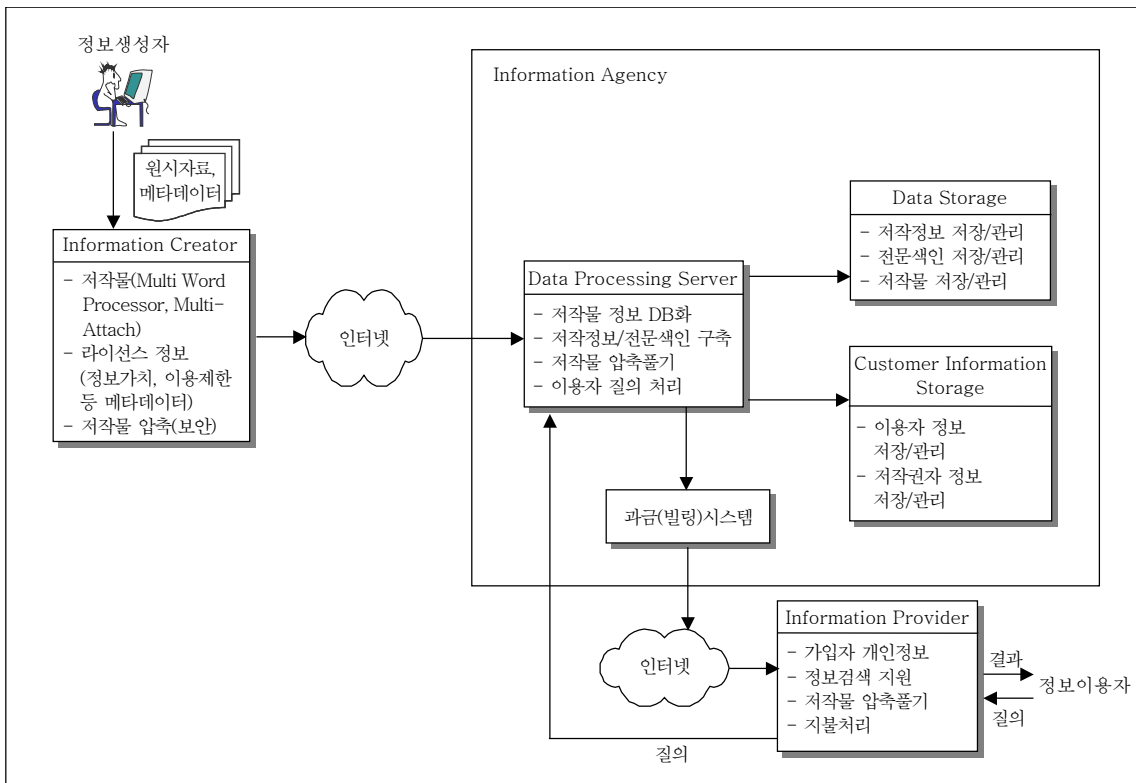 정보생성자
원시자료,
메타데이터
Information Creator
- 저작물(Multi Word
Processor, Multi-
Attach)
- 라이선스 정보
(정보가치, 이용제한
등 메타데이터)
- 저작물 압축(보안)
인터넷
Information Agency
Data Processing Server
- 저작물 정보 DB화
- 저작정보/전문색인 구축
- 저작물 압축풀기
- 이용자 질의 처리
Data Storage
- 저작정보 저장/관리
- 전문색인 저장/관리
- 저작물 저장/관리
Customer Information
Storage
- 이용자 정보
저장/관리
- 저작권자 정보
저장/관리
과금(빌링)시스템
인터넷
Information Provider
- 가입자 개인정보
- 정보검색 지원
- 저작물 압축풀기
- 지불처리
결과
정보이용자
질의
질의